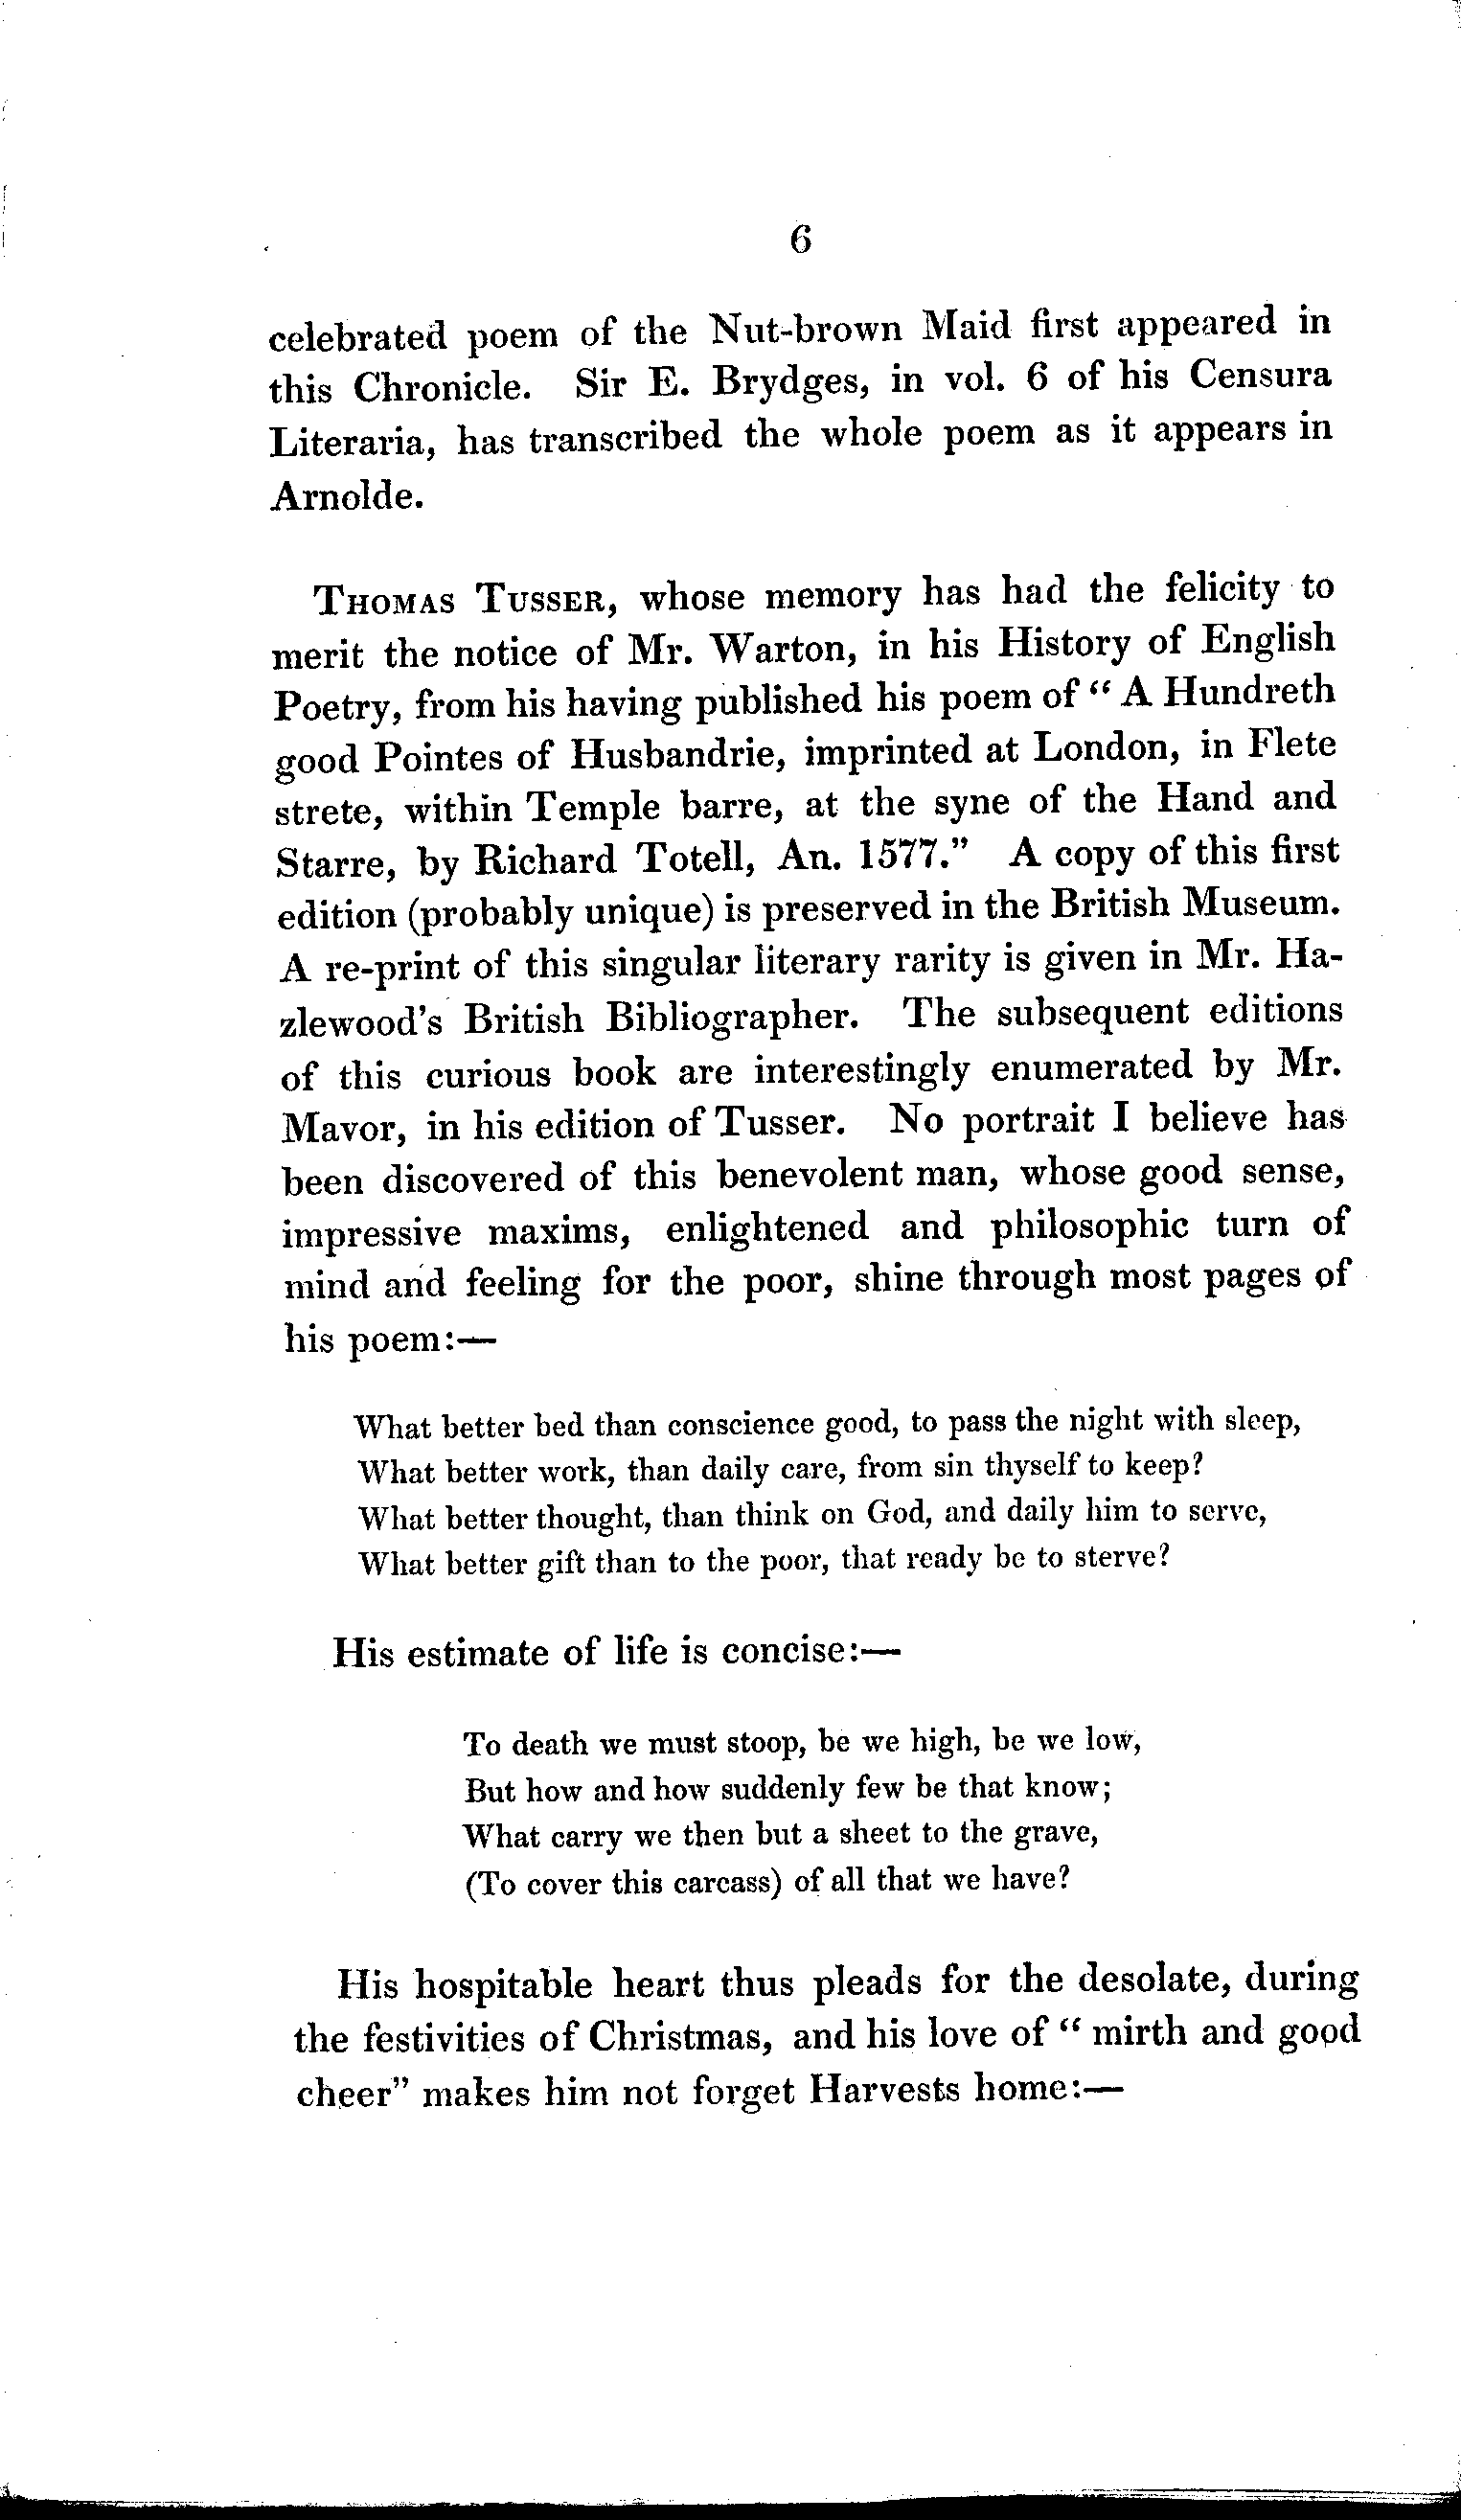 6
celebrated poem of the Nut-brown Maid first appeared in
this Chronicle. Sir E. Brydges, in vol. 6 of his Censura
Literaria, has transcribed the whole poem as it appears in
Arnolde.
THOMAS TUSSER, whose memory has had the felicity to
merit the notice of Mr. Warton, in his History of English
Poetry, from his having published his poem of “ A Hundreth
good Pointes of Husbandrie, imprinted at London, in Flete
strete, within Temple barre, at the syne of the Hand and
Starre, by Richard Totell, An. 1577.” A copy of this first
edition (probably unique) is preserved in the British Museum.
A re-print of this singular literary rarity is given in Mr. Ha-
zlewood's British Bibliographer. The subsequent editions
of this curious book are interestingly enumerated by Mr.
Mavor, in his edition of Tusser. No portrait I believe has
been discovered of this benevolent man, whose good sense,
impressive maxims, enlightened and philosophic turn of
mind and feeling for the poor, shine through most pages of
his poem:—
What better bed than conscience good, to pass the night with sleep,
What better work, than daily care, from sin thyself to keep?
What better thought, than think on God, and daily him to serve,
What better gift than to the poor, that ready be to sterve?
His estimate of life is concise:—
To death we must stoop, be we high, be we low,
But how and how suddenly few be that know;
What carry we then but a sheet to the grave,
(To cover this carcass) of all that we have?
His hospitable heart thus pleads for the desolate, during
the festivities of Christmas, and his love of “ mirth and good
cheer” makes him not forget Harvests home:—